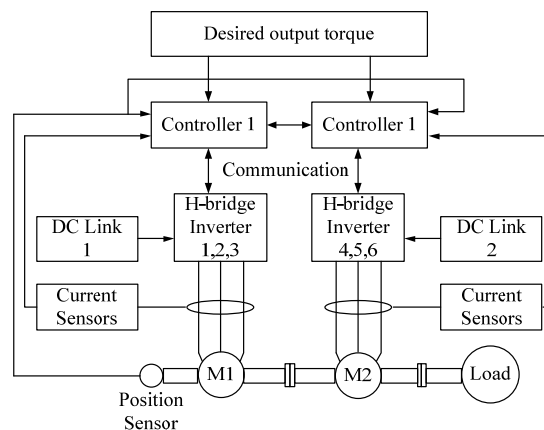 Desired output torque
Controller 1
Controller 1
Communication
H-bridge
Inverter
1,2,3
H-bridge
Inverter
4,5,6
DC Link
1
DC Link
2
Current
Sensors
Current
Sensors
M1
M2
Load
Position
Sensor